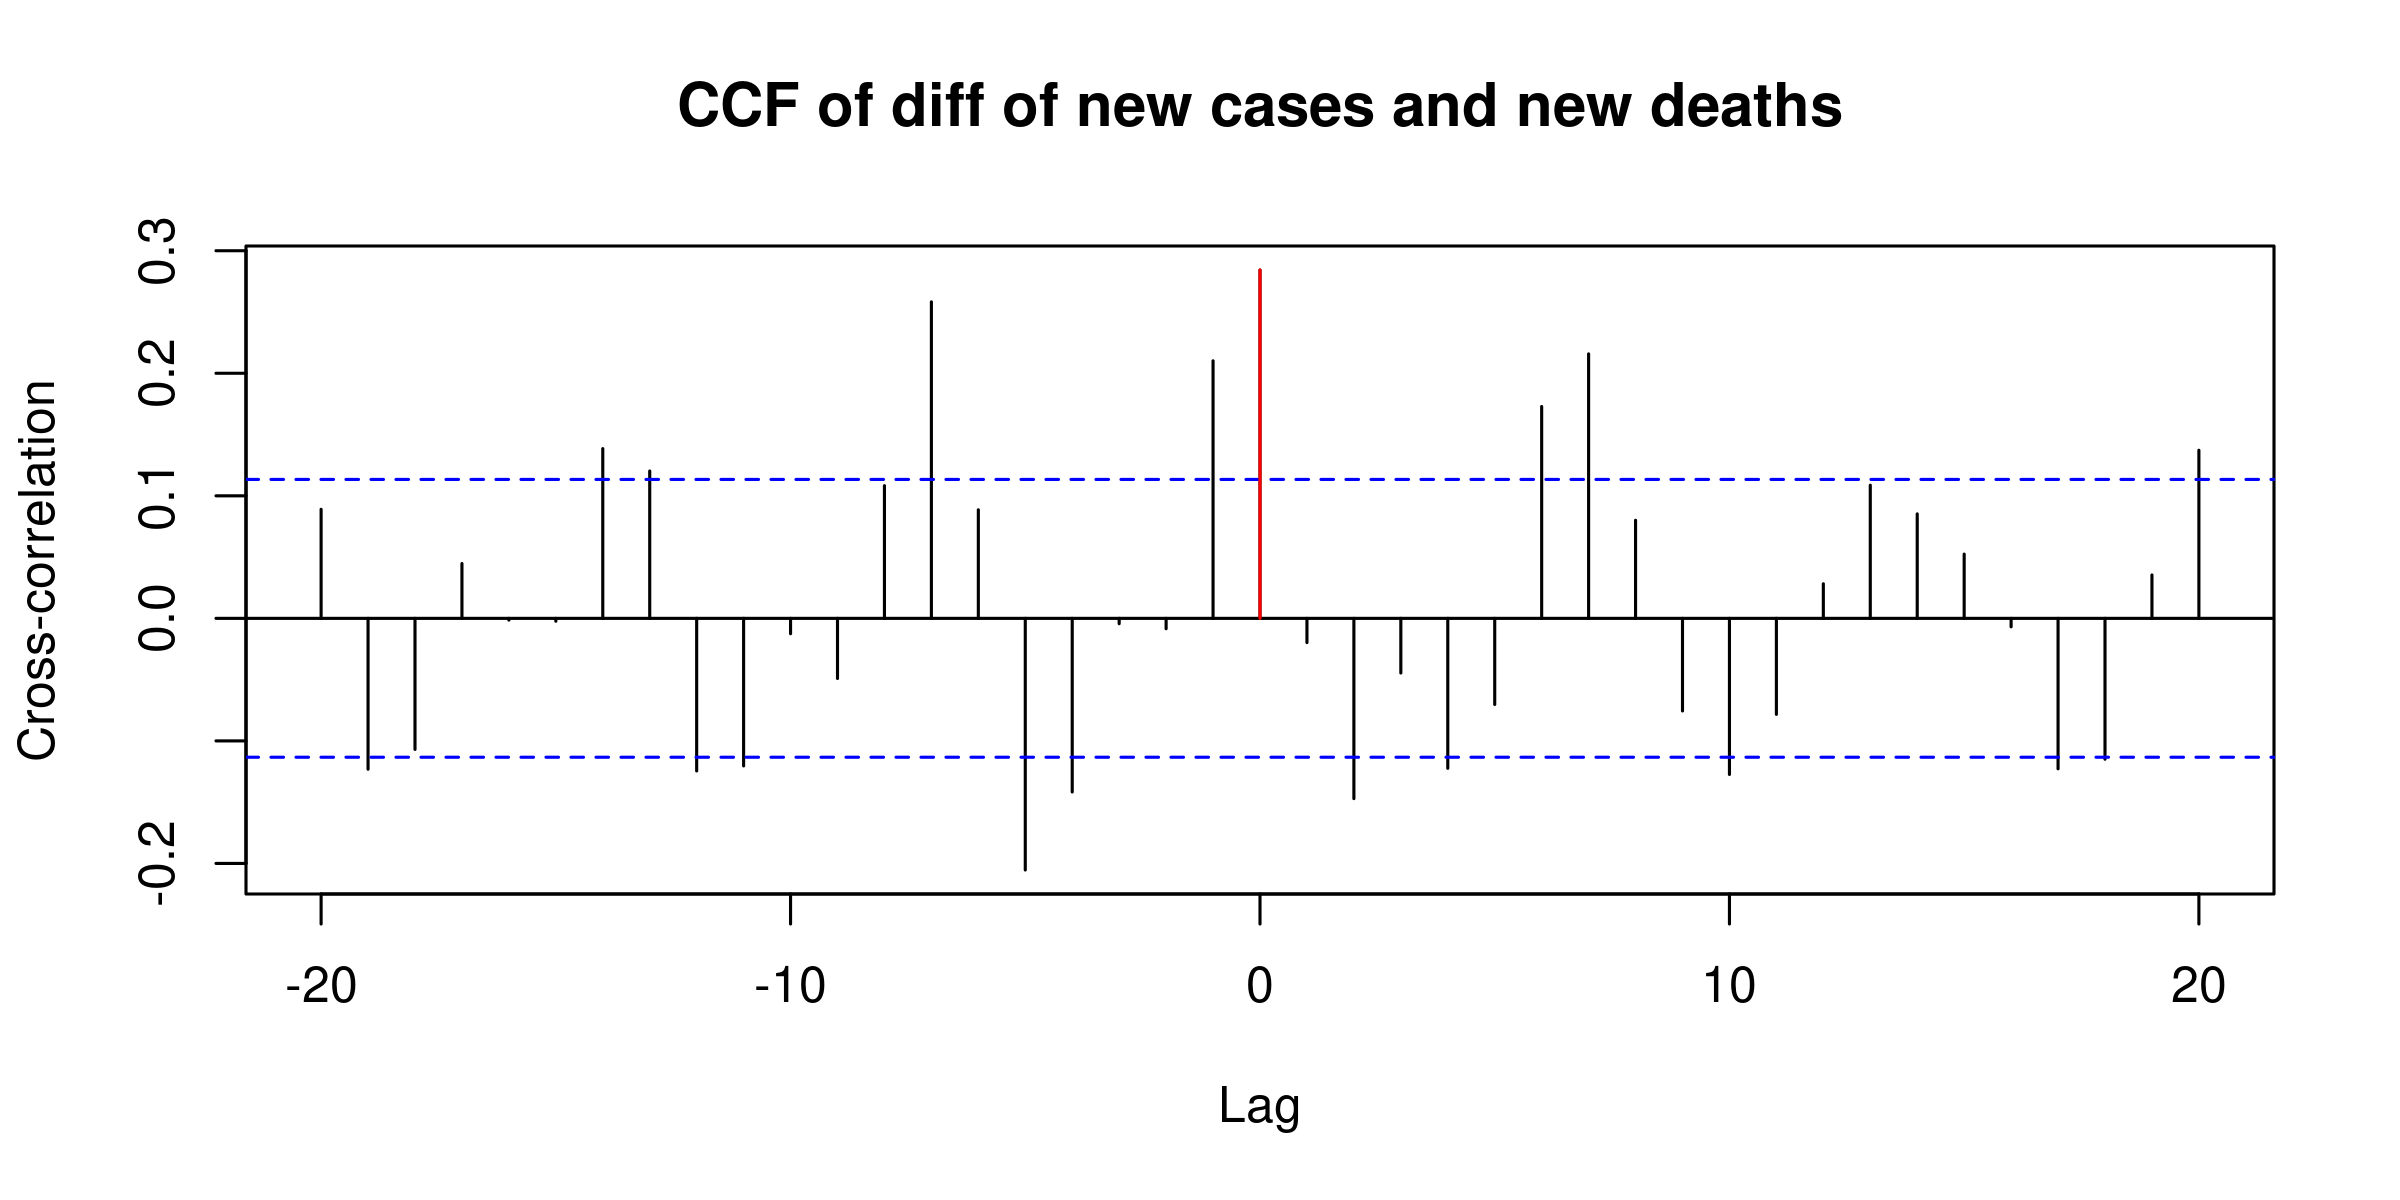 CCF of diff of new cases and new deaths
Cross-correlation
0.3
0.2
0.1
0.0
-0.2
-20 -10 0 10 20
Lag